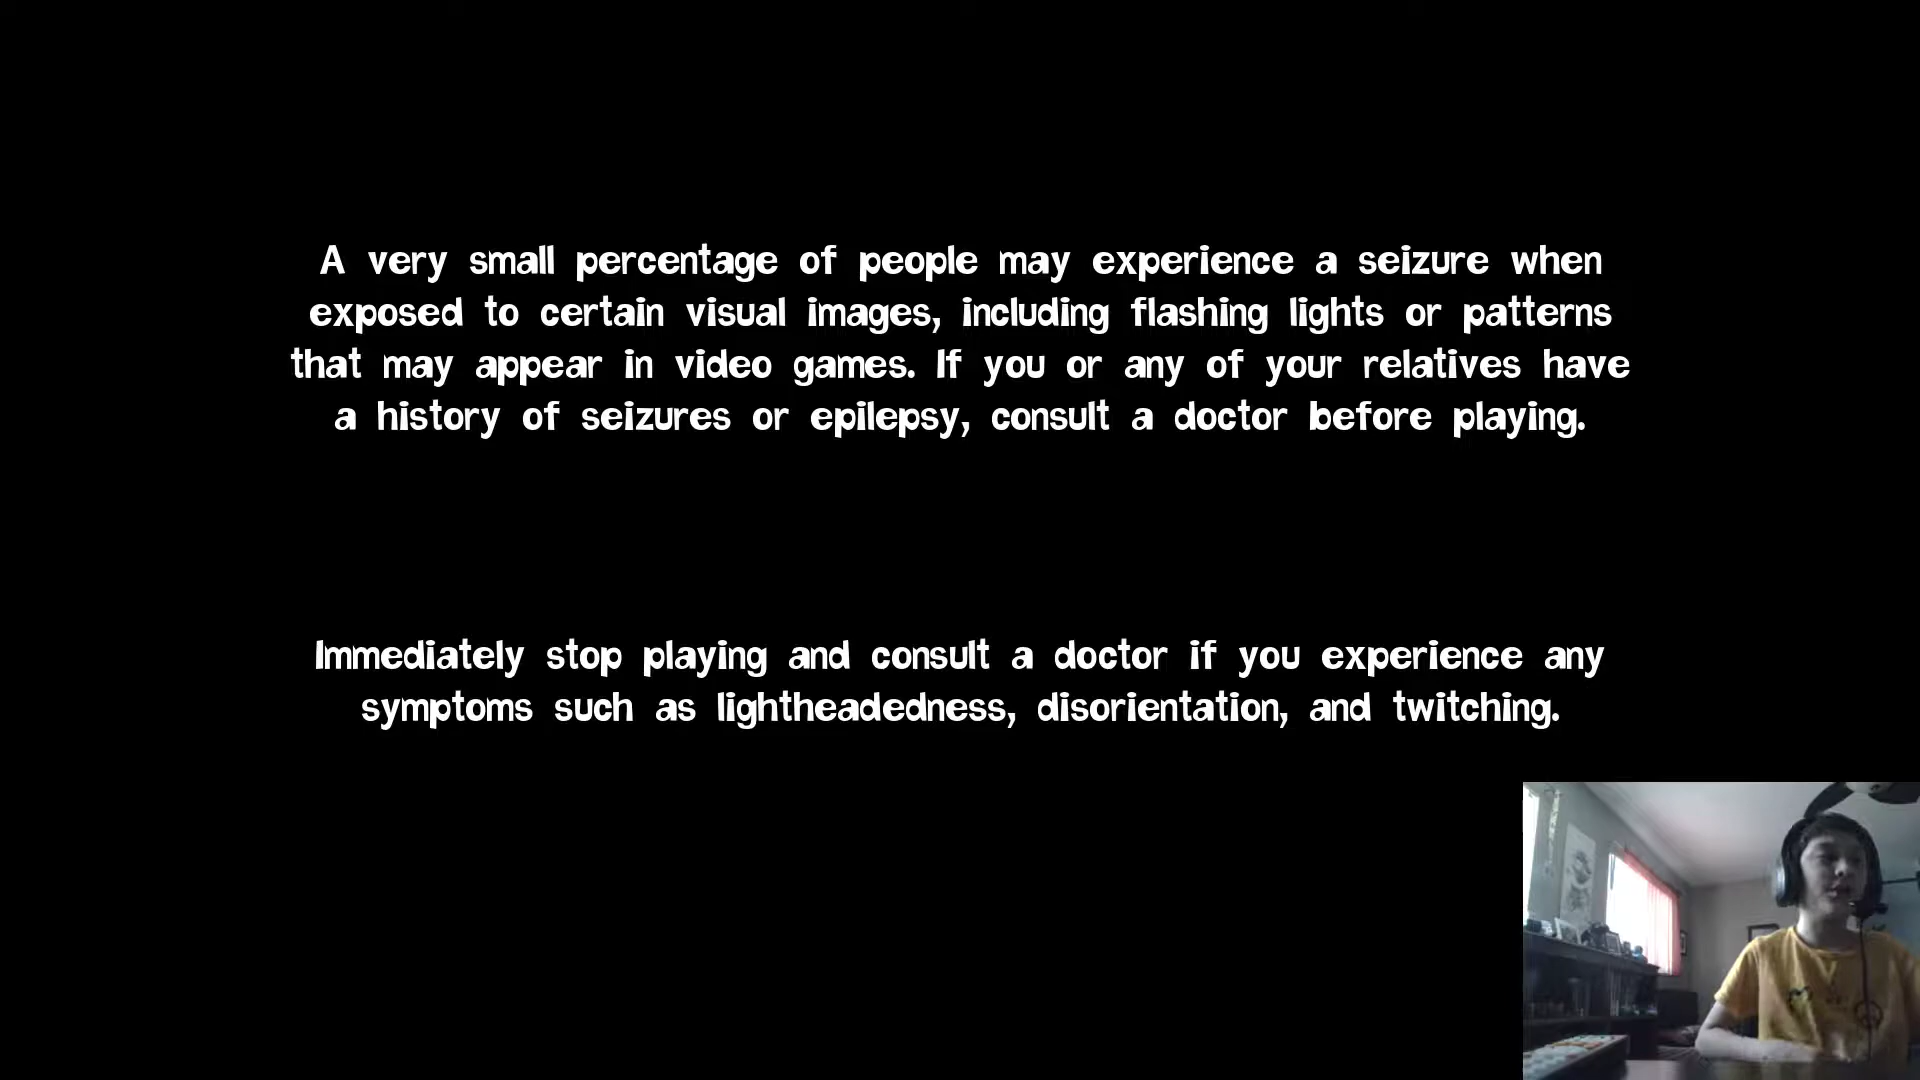 A very small percentage of people may experience a seizure when
exposed to certain visual images, including flashing lights or patterns
that may appear in video games. If you or any of your relatives have
a history of seizures or epilepsy, consult a doctor before playing.
Immediately stop playing and consult a doctor if you experience any
symptoms such as lightheadedness, disorientation, and twitching.